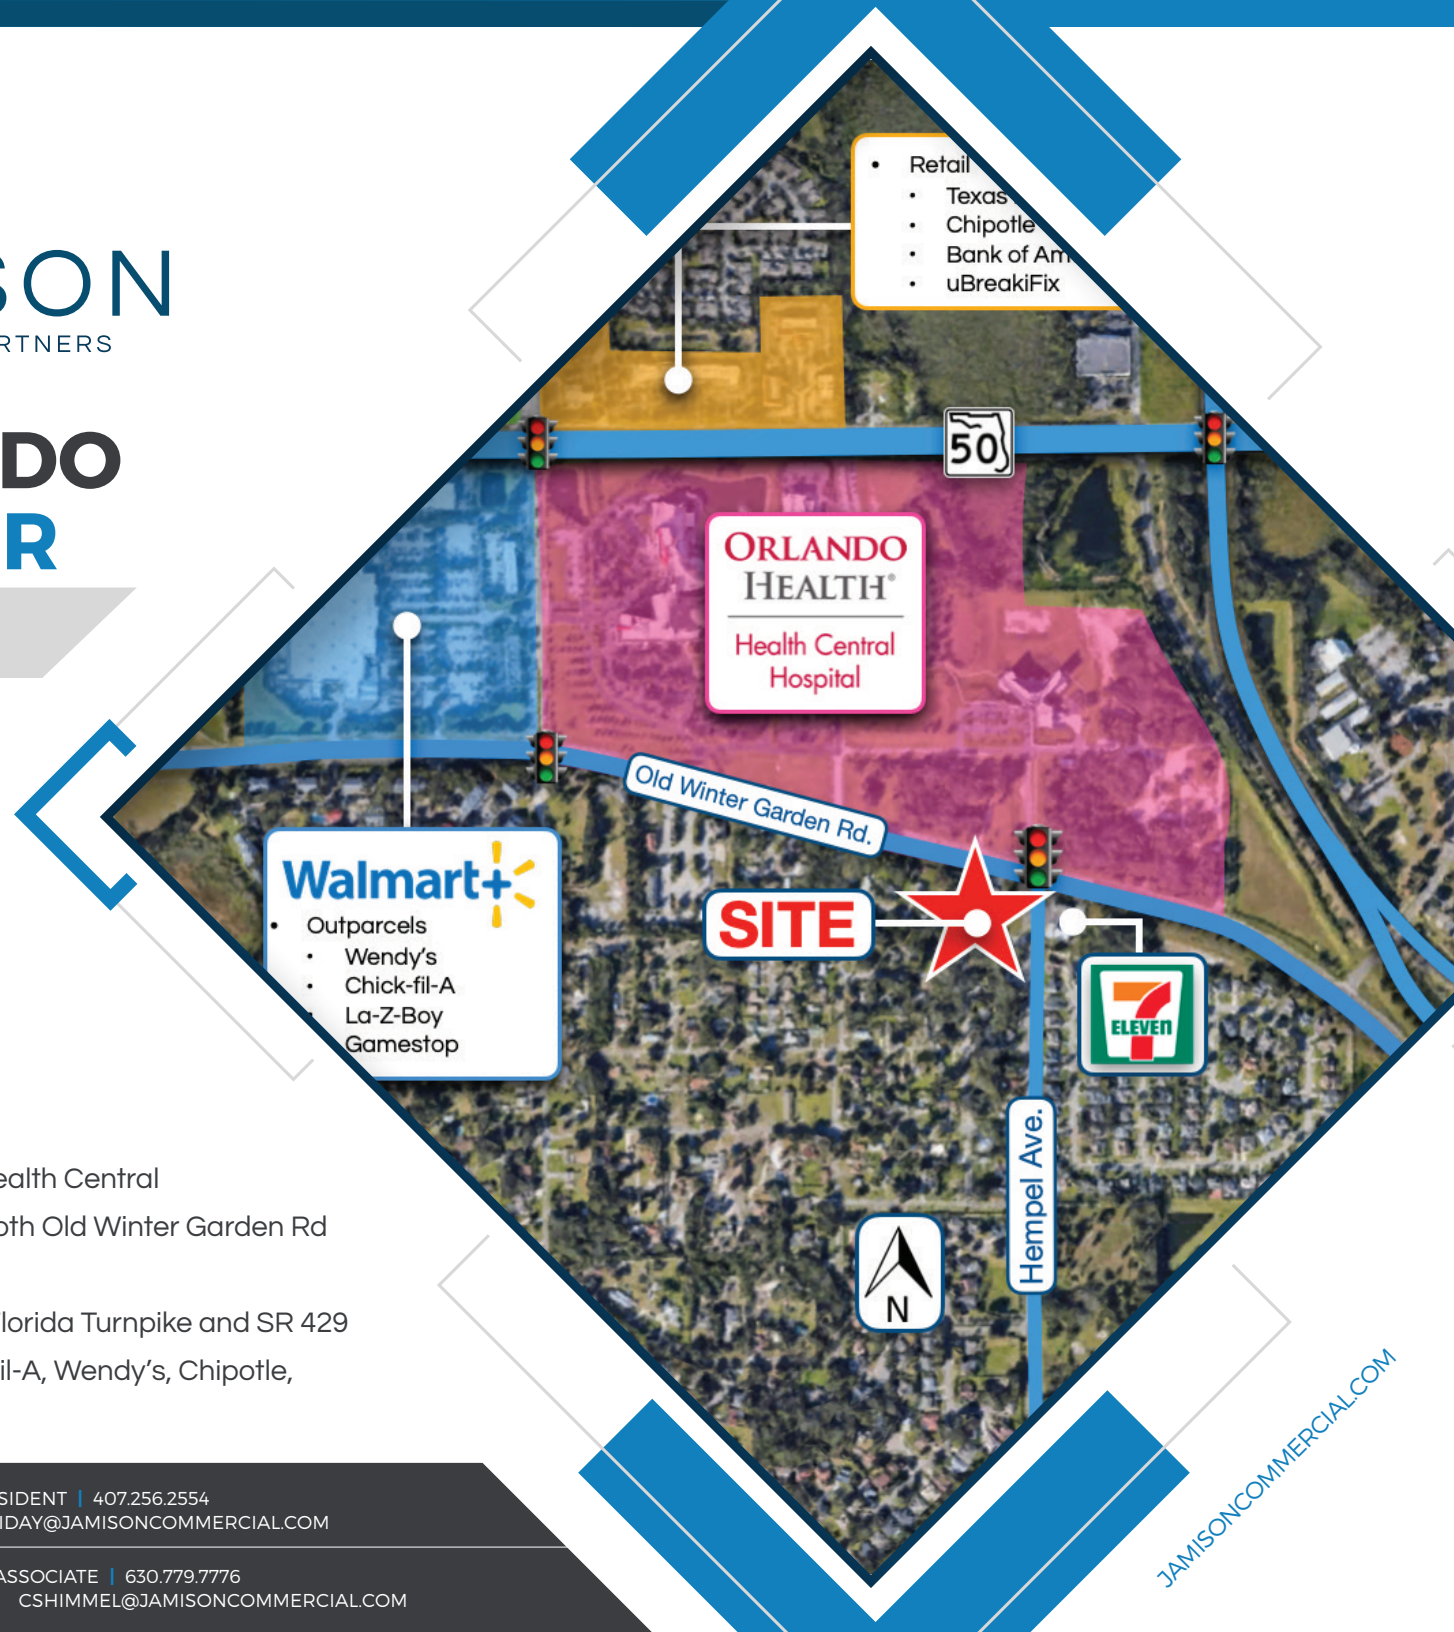 SON
RTNERS
DO
R
• Retail
• Texas
• Chipotle
• Bank of Am
• uBreakiFix
50
ORLANDO
HEALTH®
Health Central
Hospital
Old Winter Garden Rd.
Walmart+
• Outparcels
• Wendy's
• Chick-fil-A
• La-Z-Boy
Gamestop
SITE
7
ELEVEN
Hempel Ave.
N
ealth Central
oth Old Winter Garden Rd
lorida Turnpike and SR 429
il-A, Wendy's, Chipotle,
SIDENT | 407.256.2554
IDAY@JAMISONCOMMERCIAL.COM
ASSOCIATE | 630.779.7776
CSHIMMEL@JAMISONCOMMERCIAL.COM
JAMISONCOMMERCIAL.COM